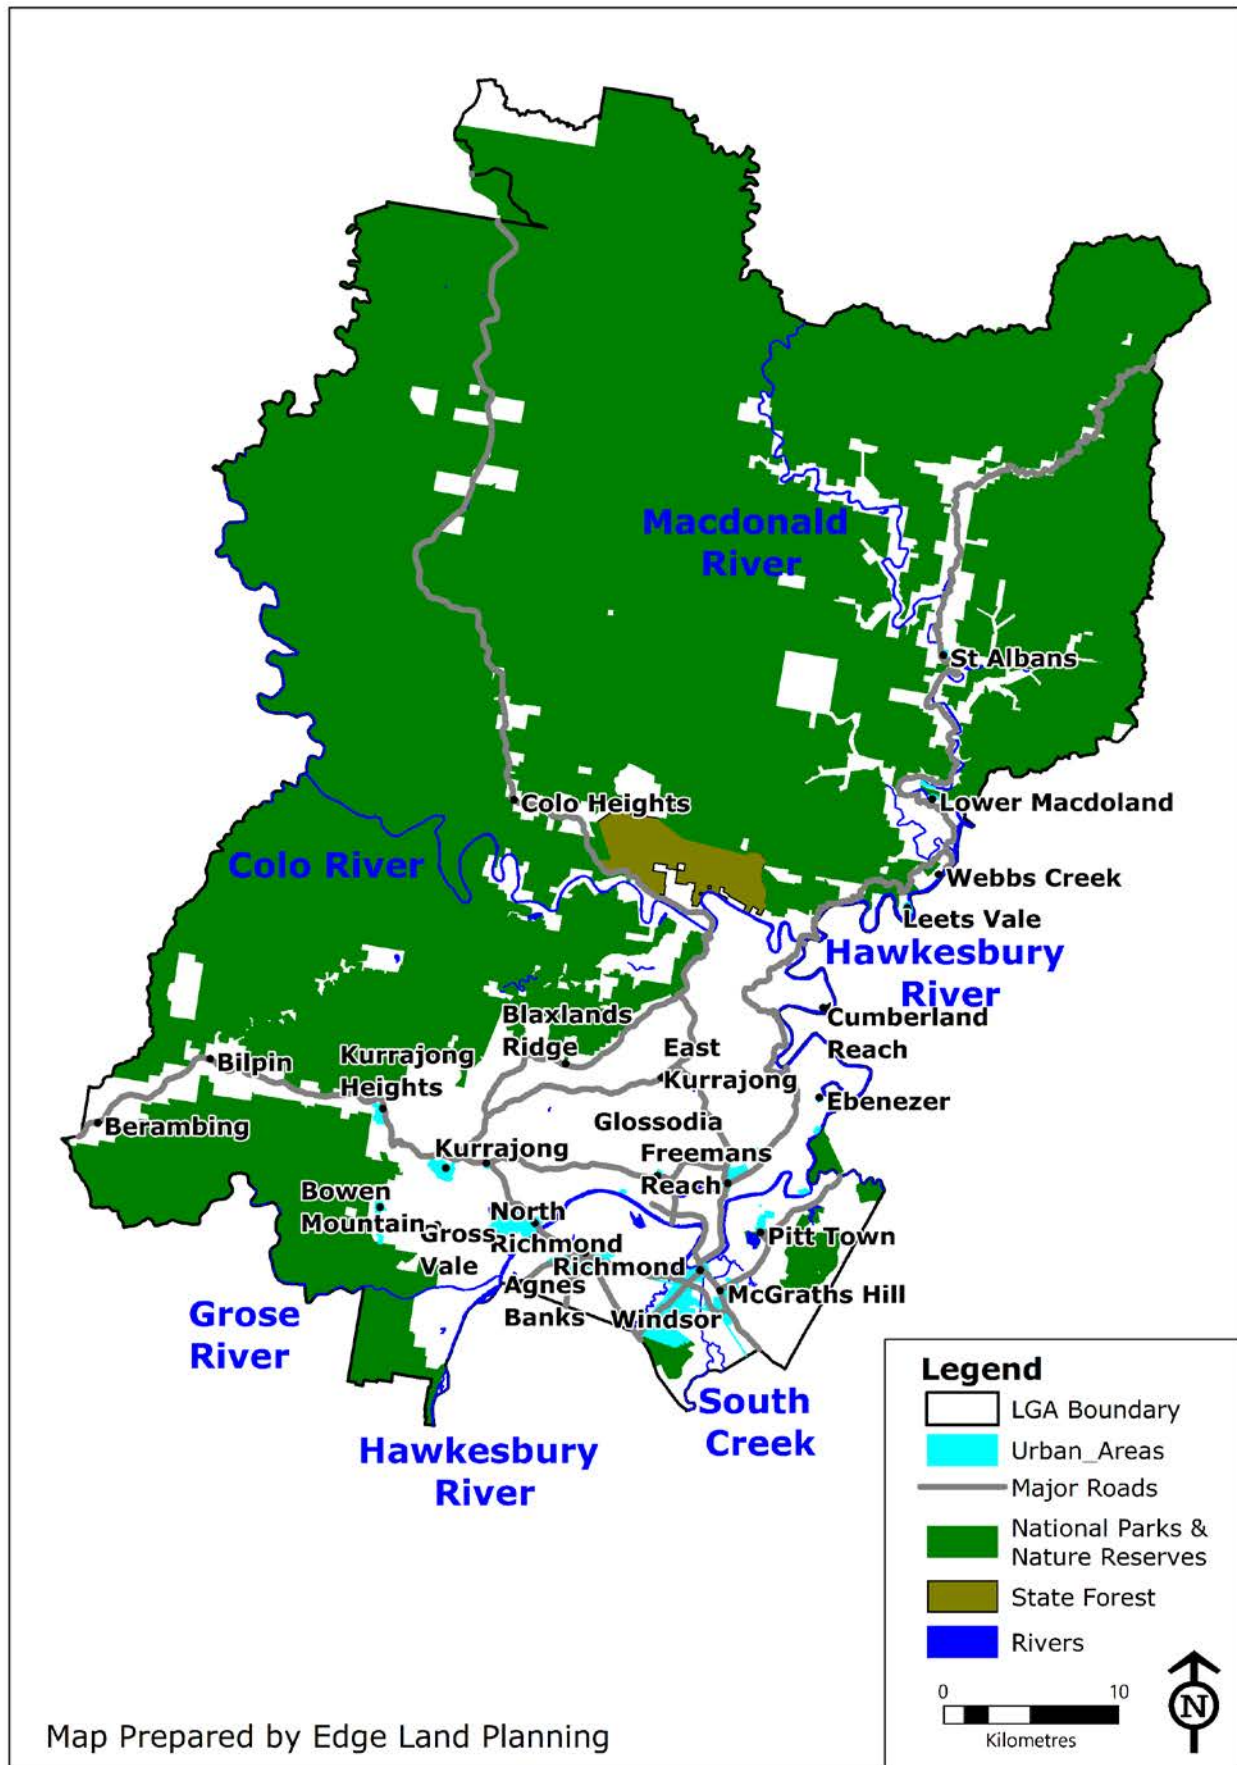 Macdonald
River
St Albans
Colo Heights
Lower Macdoland
Colo River
Webbs Creek
Leets Vale
Hawkesbury
River
Blaxlands
Ridge
Cumberland
Reach
East
Kurrajong
Bilpin
Kurrajong
Heights
Ebenezer
Berambing
Glossodia
Kurrajong
Freemans
Reach
Bowen
Mountain
North
Richmond
Gross
Vale
Pitt Town
Richmond
Agnes
Banks
McGraths Hill
Windsor
Grose
River
South
Creek
Hawkesbury
River
Legend
LGA Boundary
Urban_Areas
Major Roads
National Parks &
Nature Reserves
State Forest
Rivers
0 10
Kilometres
N
Map Prepared by Edge Land Planning